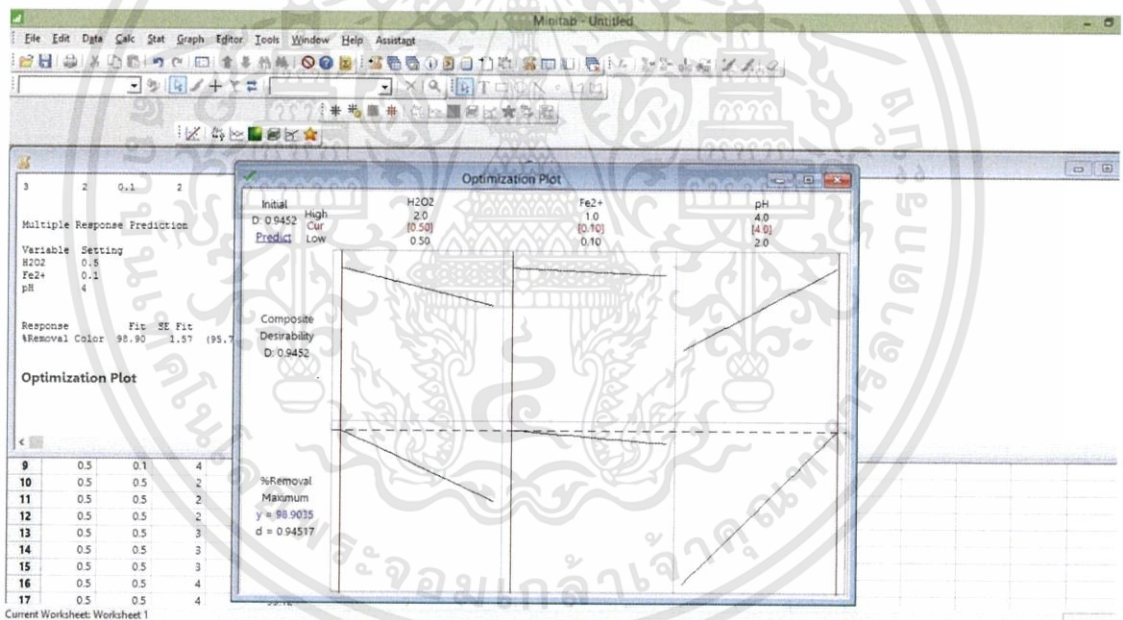 Minitab - Untitled
File Edit Data Calc Stat Graph Editor Tools Window Help Assistant
3 2 0.1 2
Multiple Response Prediction
Variable Setting
H2O2 0.5
Fe2+ 0.1
pH 4
Response Fit SE Fit
%Removal Color 98.90 1.57 (95.7
Optimization Plot
Optimization Plot
Initial H2O2 Fe2+ pH
D: 0.9452 High 2.0 1.0 4.0
Cur [0.50] [0.10] [4.0]
Predict Low 0.50 0.10 2.0
Composite
Desirability
D: 0.9452
%Removal
Maximum
y = 98.9035
d = 0.94517
9 0.5 0.1 4
10 0.5 0.5 2
11 0.5 0.5 2
12 0.5 0.5 2
13 0.5 0.5 3
14 0.5 0.5 3
15 0.5 0.5 3
16 0.5 0.5 4
17 0.5 0.5 4
Current Worksheet: Worksheet 1